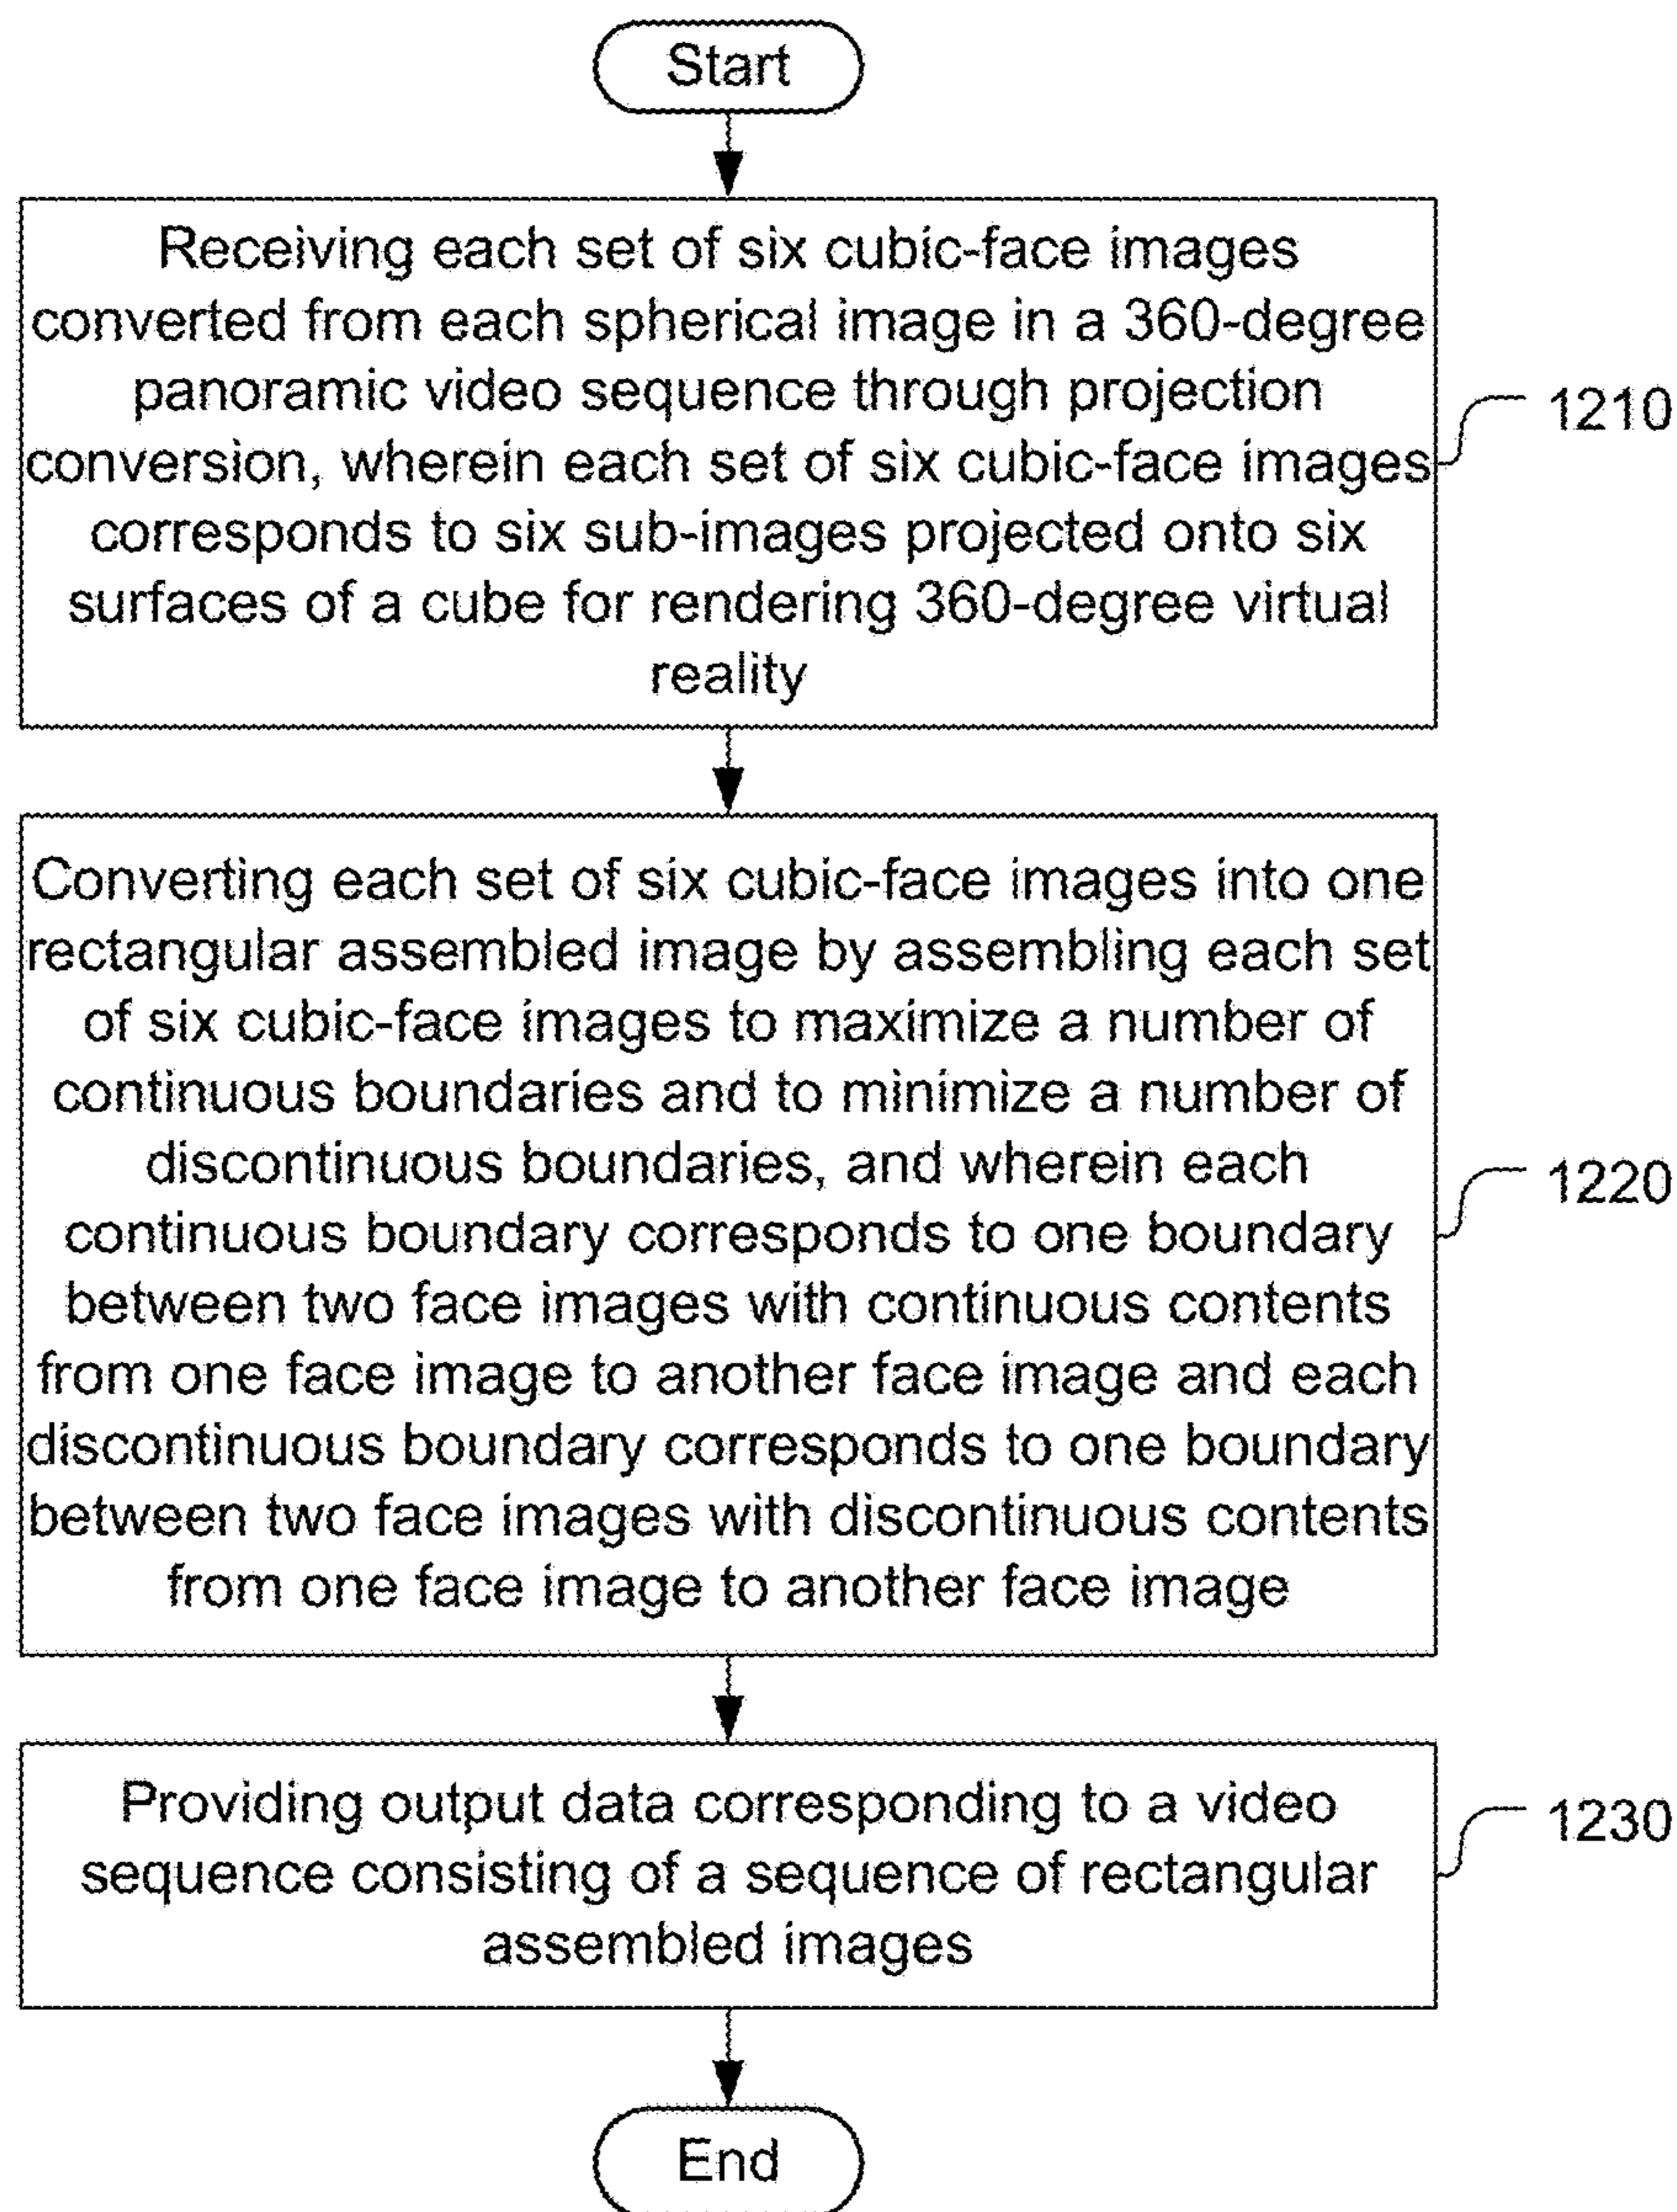 Start
Receiving each set of six cubic-face images
converted from each spherical image in a 360-degree
panoramic video sequence through projection
conversion, wherein each set of six cubic-face images
corresponds to six sub-images projected onto six
surfaces of a cube for rendering 360-degree virtual
reality
1210
Converting each set of six cubic-face images into one
rectangular assembled image by assembling each set
of six cubic-face images to maximize a number of
continuous boundaries and to minimize a number of
discontinuous boundaries, and wherein each
continuous boundary corresponds to one boundary
between two face images with continuous contents
from one face image to another face image and each
discontinuous boundary corresponds to one boundary
between two face images with discontinuous contents
from one face image to another face image
1220
Providing output data corresponding to a video
sequence consisting of a sequence of rectangular
assembled images
1230
End